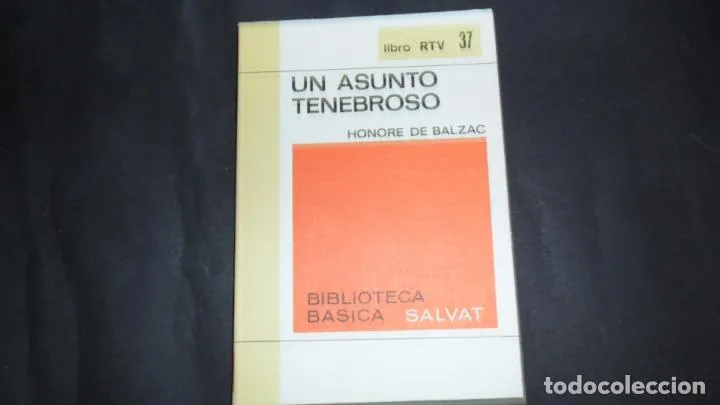 libro RTV 37
UN ASUNTO
TENEBROSO
HONORE DE BALZAC
BIBLIOTECA
BASICA SALVAT
todocoleccion